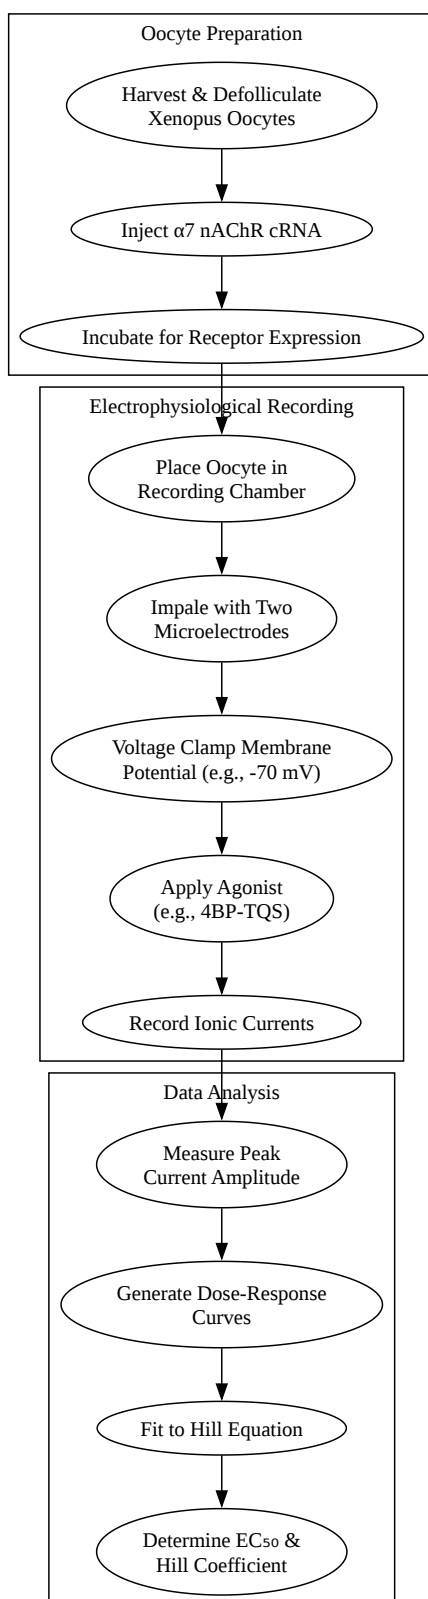 Oocyte Preparation
Harvest & Defolliculate
Xenopus Oocytes
Inject α7 nAChR cRNA
Incubate for Receptor Expression
Electrophysiological Recording
Place Oocyte in
Recording Chamber
Impale with Two
Microelectrodes
Voltage Clamp Membrane
Potential (e.g., -70 mV)
Apply Agonist
(e.g., 4BP-TQS)
Record Ionic Currents
Data Analysis
Measure Peak
Current Amplitude
Generate Dose-Response
Curves
Fit to Hill Equation
Determine EC₅₀ &
Hill Coefficient